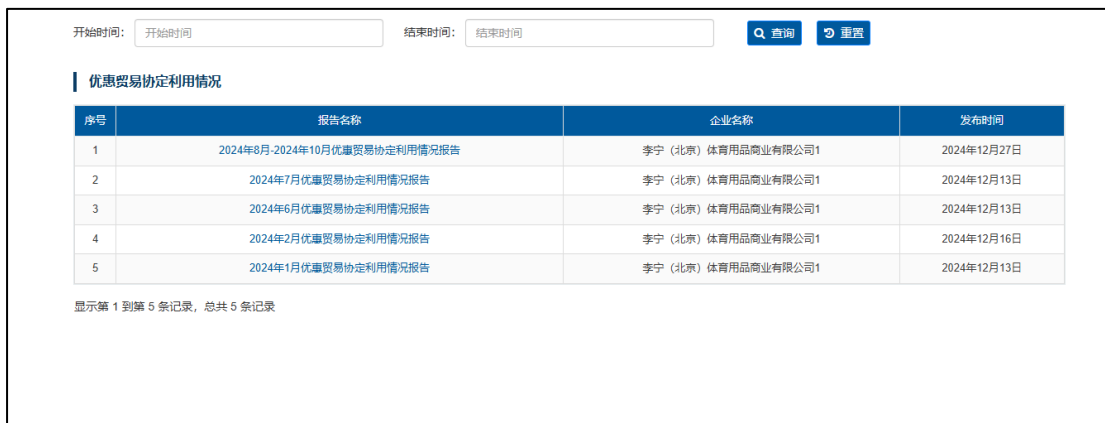 开始时间： 开始时间 结束时间： 结束时间 查询 重置
优惠贸易协定利用情况
序号 报告名称 企业名称 发布时间
1 2024年8月-2024年10月优惠贸易协定利用情况报告 李宁（北京）体育用品商业有限公司1 2024年12月27日
2 2024年7月优惠贸易协定利用情况报告 李宁（北京）体育用品商业有限公司1 2024年12月13日
3 2024年6月优惠贸易协定利用情况报告 李宁（北京）体育用品商业有限公司1 2024年12月13日
4 2024年2月优惠贸易协定利用情况报告 李宁（北京）体育用品商业有限公司1 2024年12月16日
5 2024年1月优惠贸易协定利用情况报告 李宁（北京）体育用品商业有限公司1 2024年12月13日
显示第 1 到第 5 条记录，总共 5 条记录